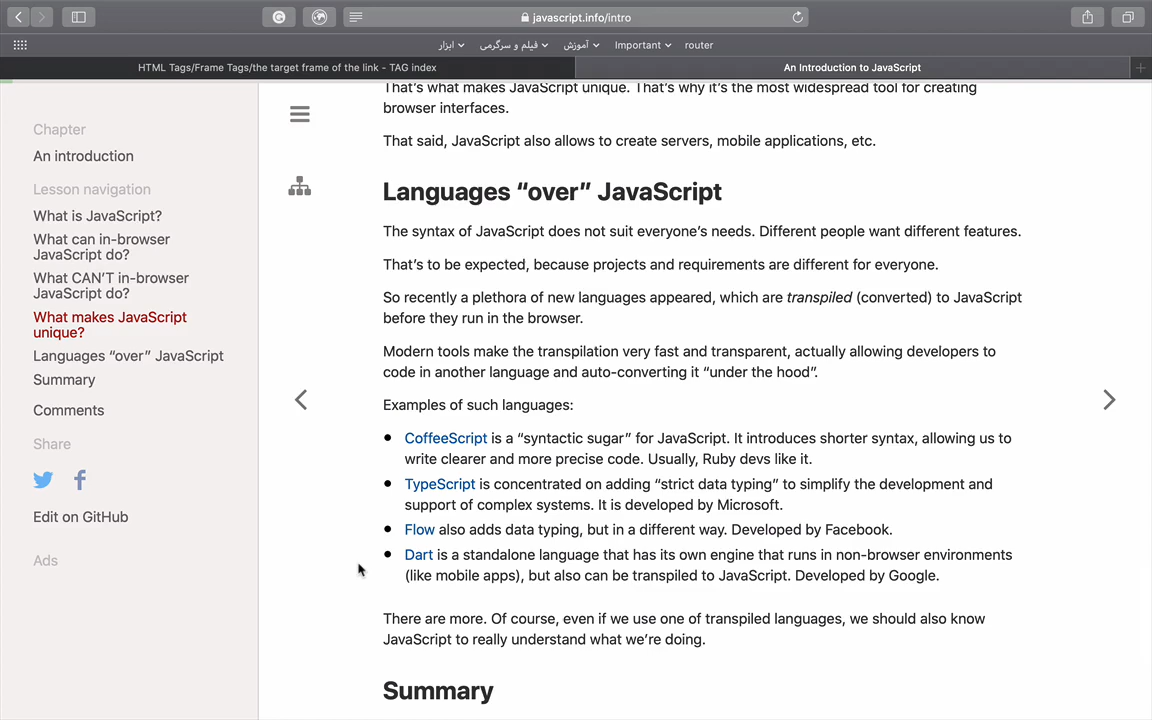 javascript.info/intro
ابزار فیلم و سرگرمی آموزش Important router
HTML Tags/Frame Tags/the target frame of the link - TAG index
An Introduction to JavaScript
Chapter
An introduction
Lesson navigation
What is JavaScript?
What can in-browser
JavaScript do?
What CAN'T in-browser
JavaScript do?
What makes JavaScript
unique?
Languages “over” JavaScript
Summary
Comments
Share
Edit on GitHub
Ads
That’s what makes JavaScript unique. That’s why it’s the most widespread tool for creating
browser interfaces.
That said, JavaScript also allows to create servers, mobile applications, etc.
Languages “over” JavaScript
The syntax of JavaScript does not suit everyone’s needs. Different people want different features.
That’s to be expected, because projects and requirements are different for everyone.
So recently a plethora of new languages appeared, which are transpiled (converted) to JavaScript
before they run in the browser.
Modern tools make the transpilation very fast and transparent, actually allowing developers to
code in another language and auto-converting it “under the hood”.
Examples of such languages:
CoffeeScript is a “syntactic sugar” for JavaScript. It introduces shorter syntax, allowing us to
write clearer and more precise code. Usually, Ruby devs like it.
TypeScript is concentrated on adding “strict data typing” to simplify the development and
support of complex systems. It is developed by Microsoft.
Flow also adds data typing, but in a different way. Developed by Facebook.
Dart is a standalone language that has its own engine that runs in non-browser environments
(like mobile apps), but also can be transpiled to JavaScript. Developed by Google.
There are more. Of course, even if we use one of transpiled languages, we should also know
JavaScript to really understand what we’re doing.
Summary